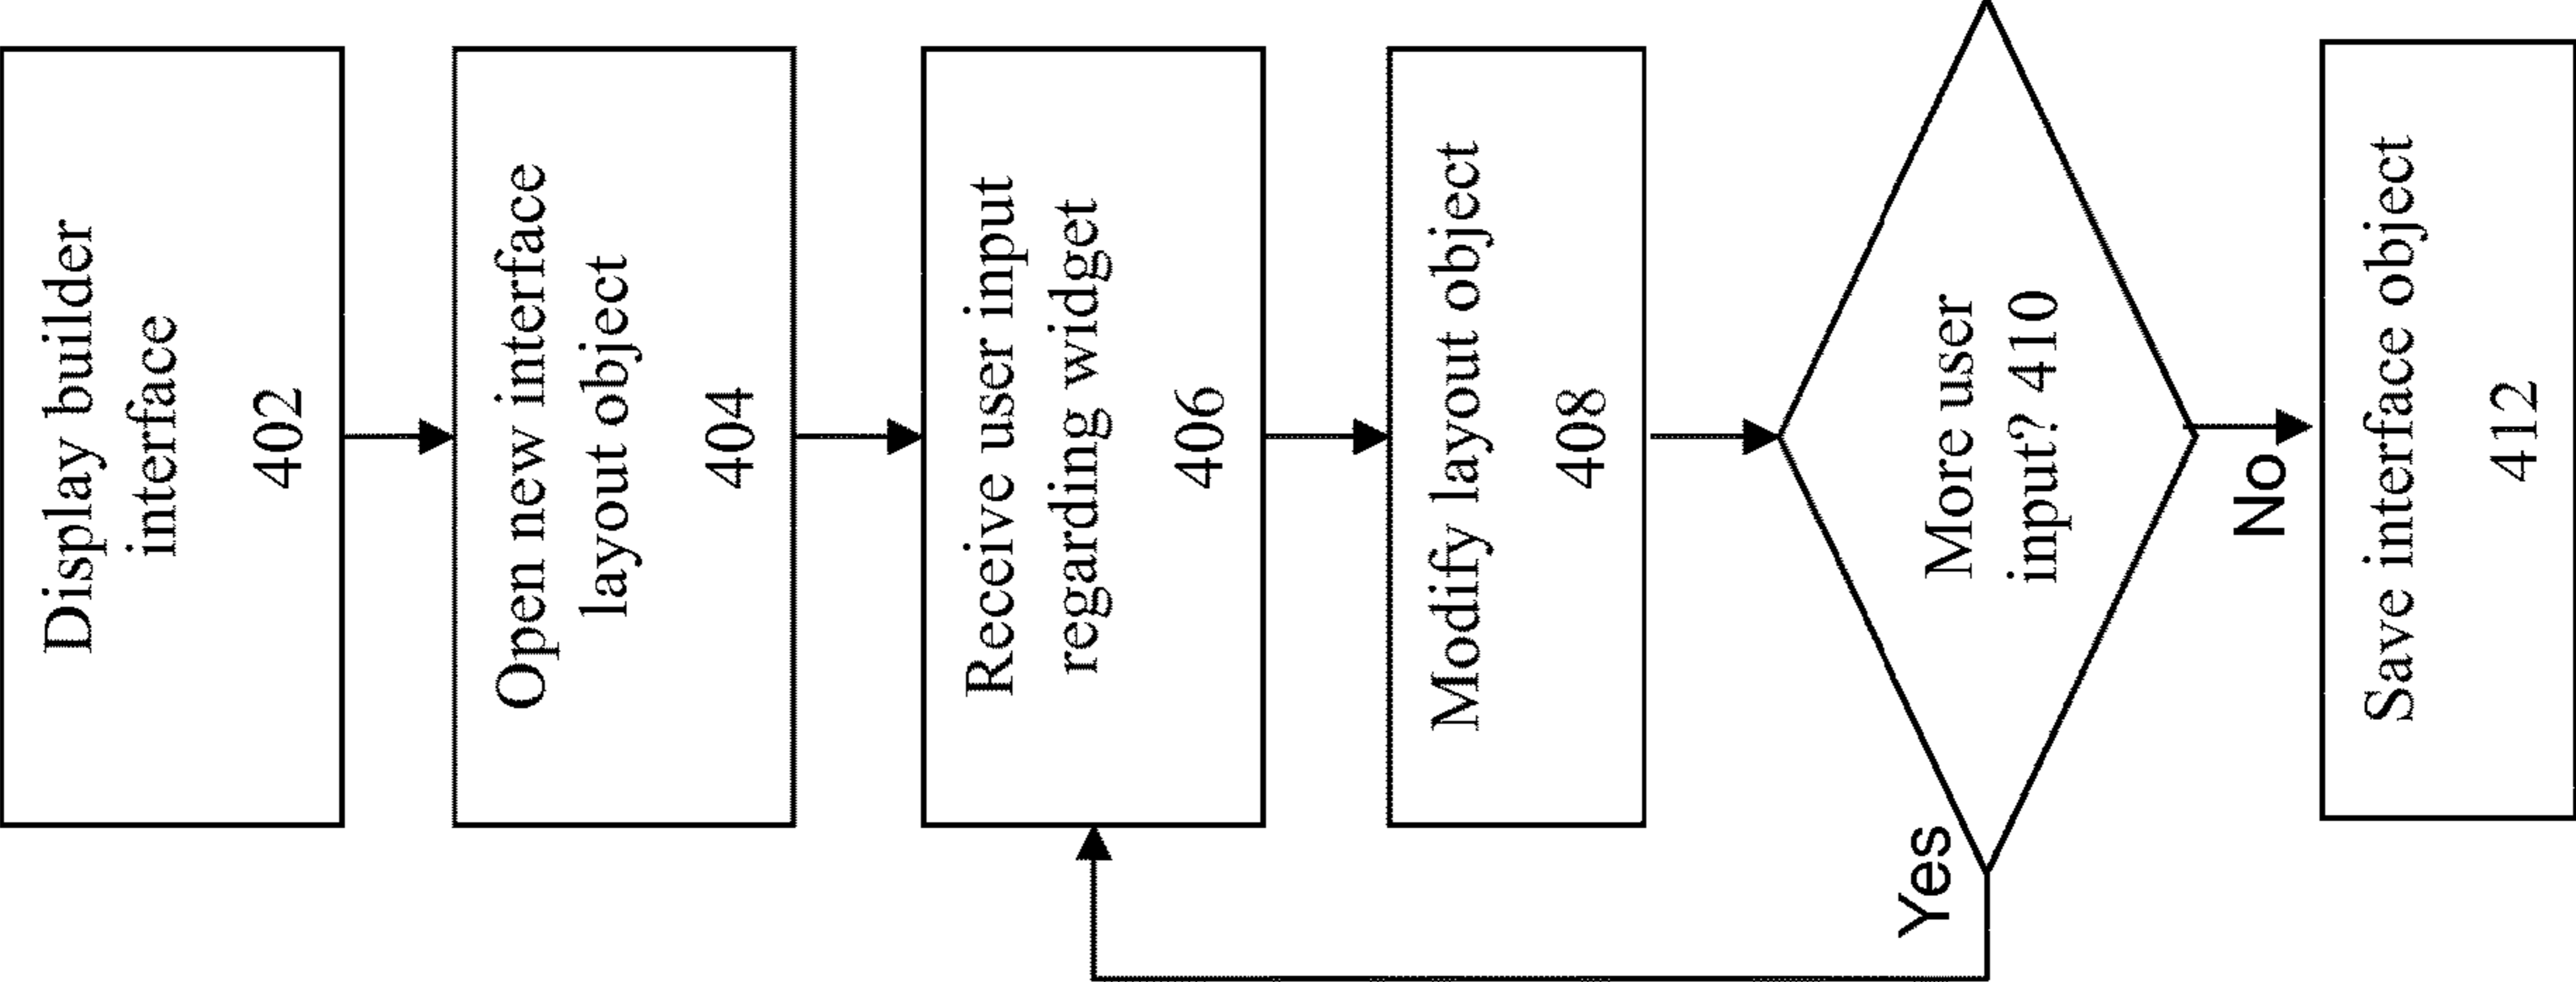 Display builder
interface
402
Open new interface
layout object
404
Receive user input
regarding widget
406
Modify layout object
408
More user
input? 410
Yes
No
Save interface object
412